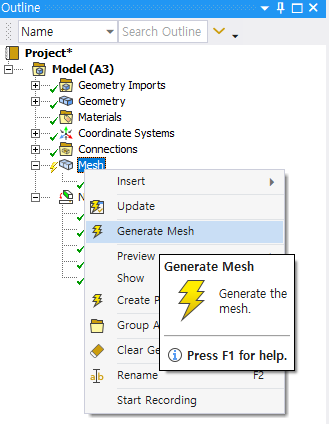 Outline
Name
Search Outline
Project*
Model (A3)
Geometry Imports
Geometry
Materials
Coordinate Systems
Connections
Mesh
Insert
Update
Generate Mesh
Preview
Show
Create P
Group A
Clear Ge
Rename F2
Start Recording
Generate Mesh
Generate the
mesh.
Press F1 for help.